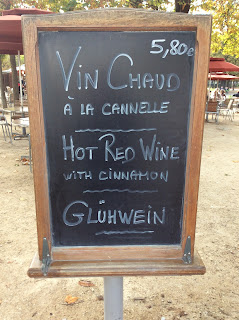 5,80€
VIN CHAUD
À LA CANNELLE
HOT RED WINE
WITH CINNAMON
GLÜHWEIN